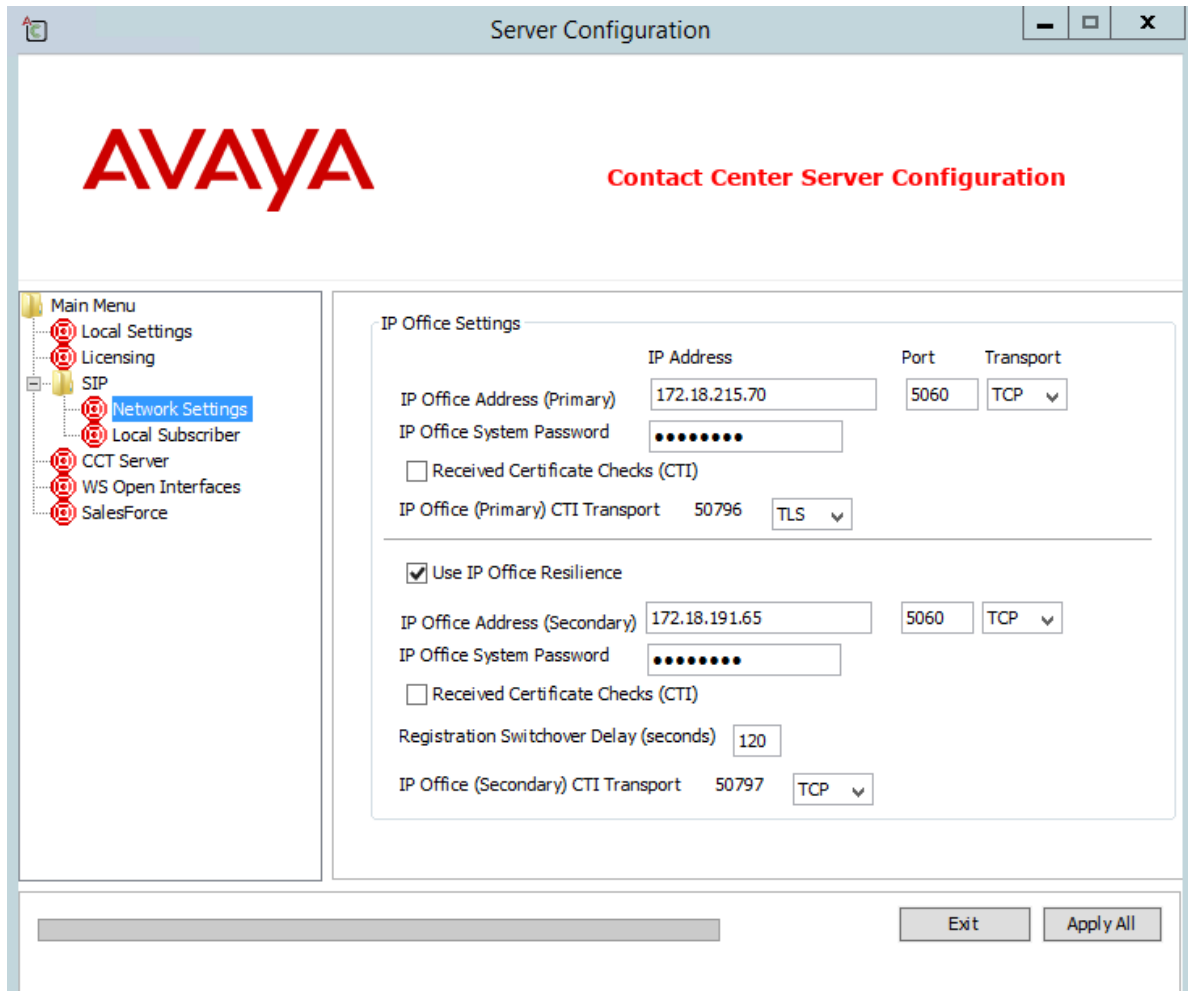 Server Configuration
AVAYA
Contact Center Server Configuration
Main Menu
Local Settings
Licensing
SIP
Network Settings
Local Subscriber
CCT Server
WS Open Interfaces
SalesForce
IP Office Settings
IP Address Port Transport
IP Office Address (Primary) 172.18.215.70 5060 TCP
IP Office System Password ●●●●●●●●
Received Certificate Checks (CTI)
IP Office (Primary) CTI Transport 50796 TLS
Use IP Office Resilience
IP Office Address (Secondary) 172.18.191.65 5060 TCP
IP Office System Password ●●●●●●●●
Received Certificate Checks (CTI)
Registration Switchover Delay (seconds) 120
IP Office (Secondary) CTI Transport 50797 TCP
Exit Apply All